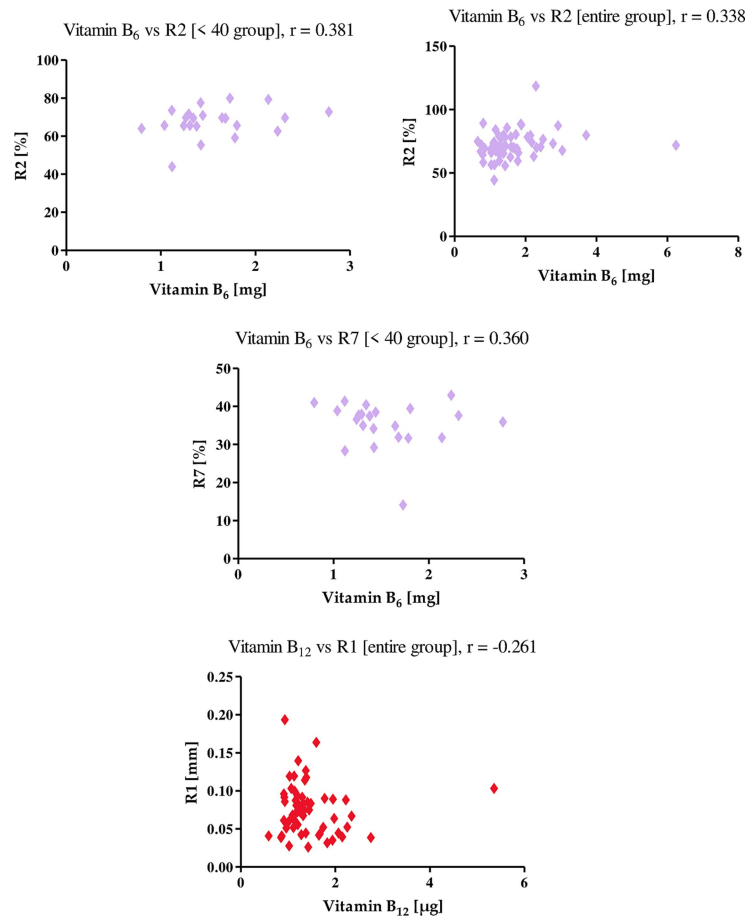 Vitamin B₆ vs R2 [< 40 group], r = 0.381
100
80
60
40
20
0
R2 [%]
0 1 2 3
Vitamin B₆ [mg]
Vitamin B₆ vs R2 [entire group], r = 0.338
150
100
50
0
R2 [%]
0 2 4 6 8
Vitamin B₆ [mg]
Vitamin B₆ vs R7 [< 40 group], r = 0.360
50
40
30
20
10
0
R7 [%]
0 1 2 3
Vitamin B₆ [mg]
Vitamin B₁₂ vs R1 [entire group], r = -0.261
0.25
0.20
0.15
0.10
0.05
0.00
R1 [mm]
0 2 4 6
Vitamin B₁₂ [µg]